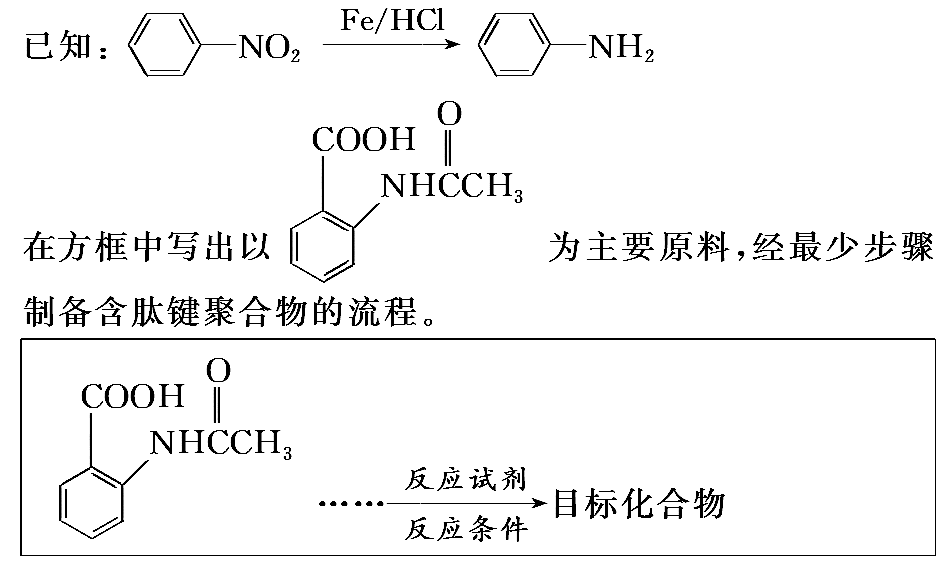 已知： NO₂ Fe/HCl NH₂
O
COOH
NHCCH₃
在方框中写出以 为主要原料,经最少步骤
制备含肽键聚合物的流程。
O
COOH
NHCCH₃
…… 反应试剂 目标化合物
反应条件